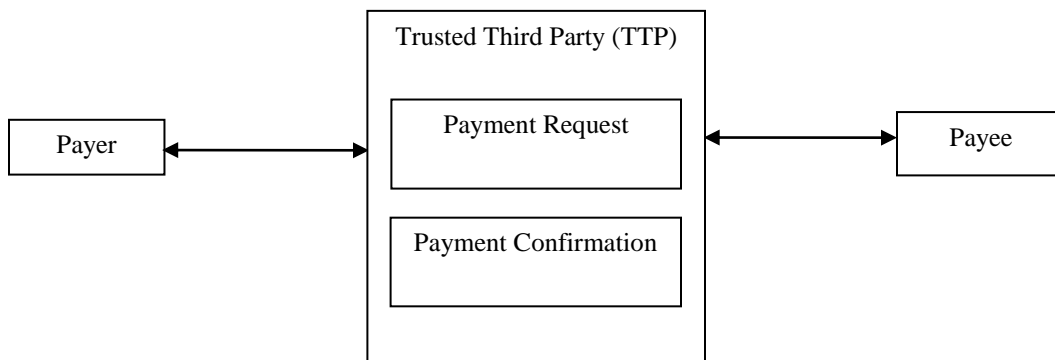 Trusted Third Party (TTP)
Payment Request
Payer
Payee
Payment Confirmation